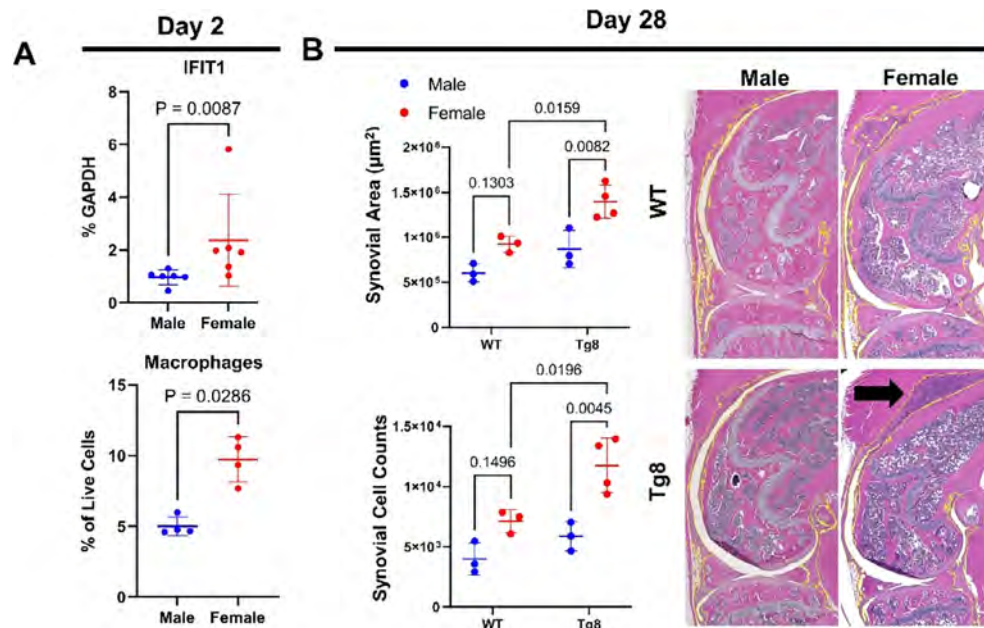 Day 2
Day 28
A
IFIT1
P = 0.0087
% GAPDH
8
6
4
2
0
Male Female
Macrophages
P = 0.0286
% of Live Cells
15
10
5
0
Male Female
B
Male
Female
0.0159
0.0082
0.1303
Synovial Area (µm²)
2×10⁶
1.5×10⁶
1×10⁶
5×10⁵
0
WT Tg8
0.0196
0.0045
0.1496
Synovial Cell Counts
1.5×10⁴
1×10⁴
5×10³
0
WT Tg8
Male Female
WT
Tg8